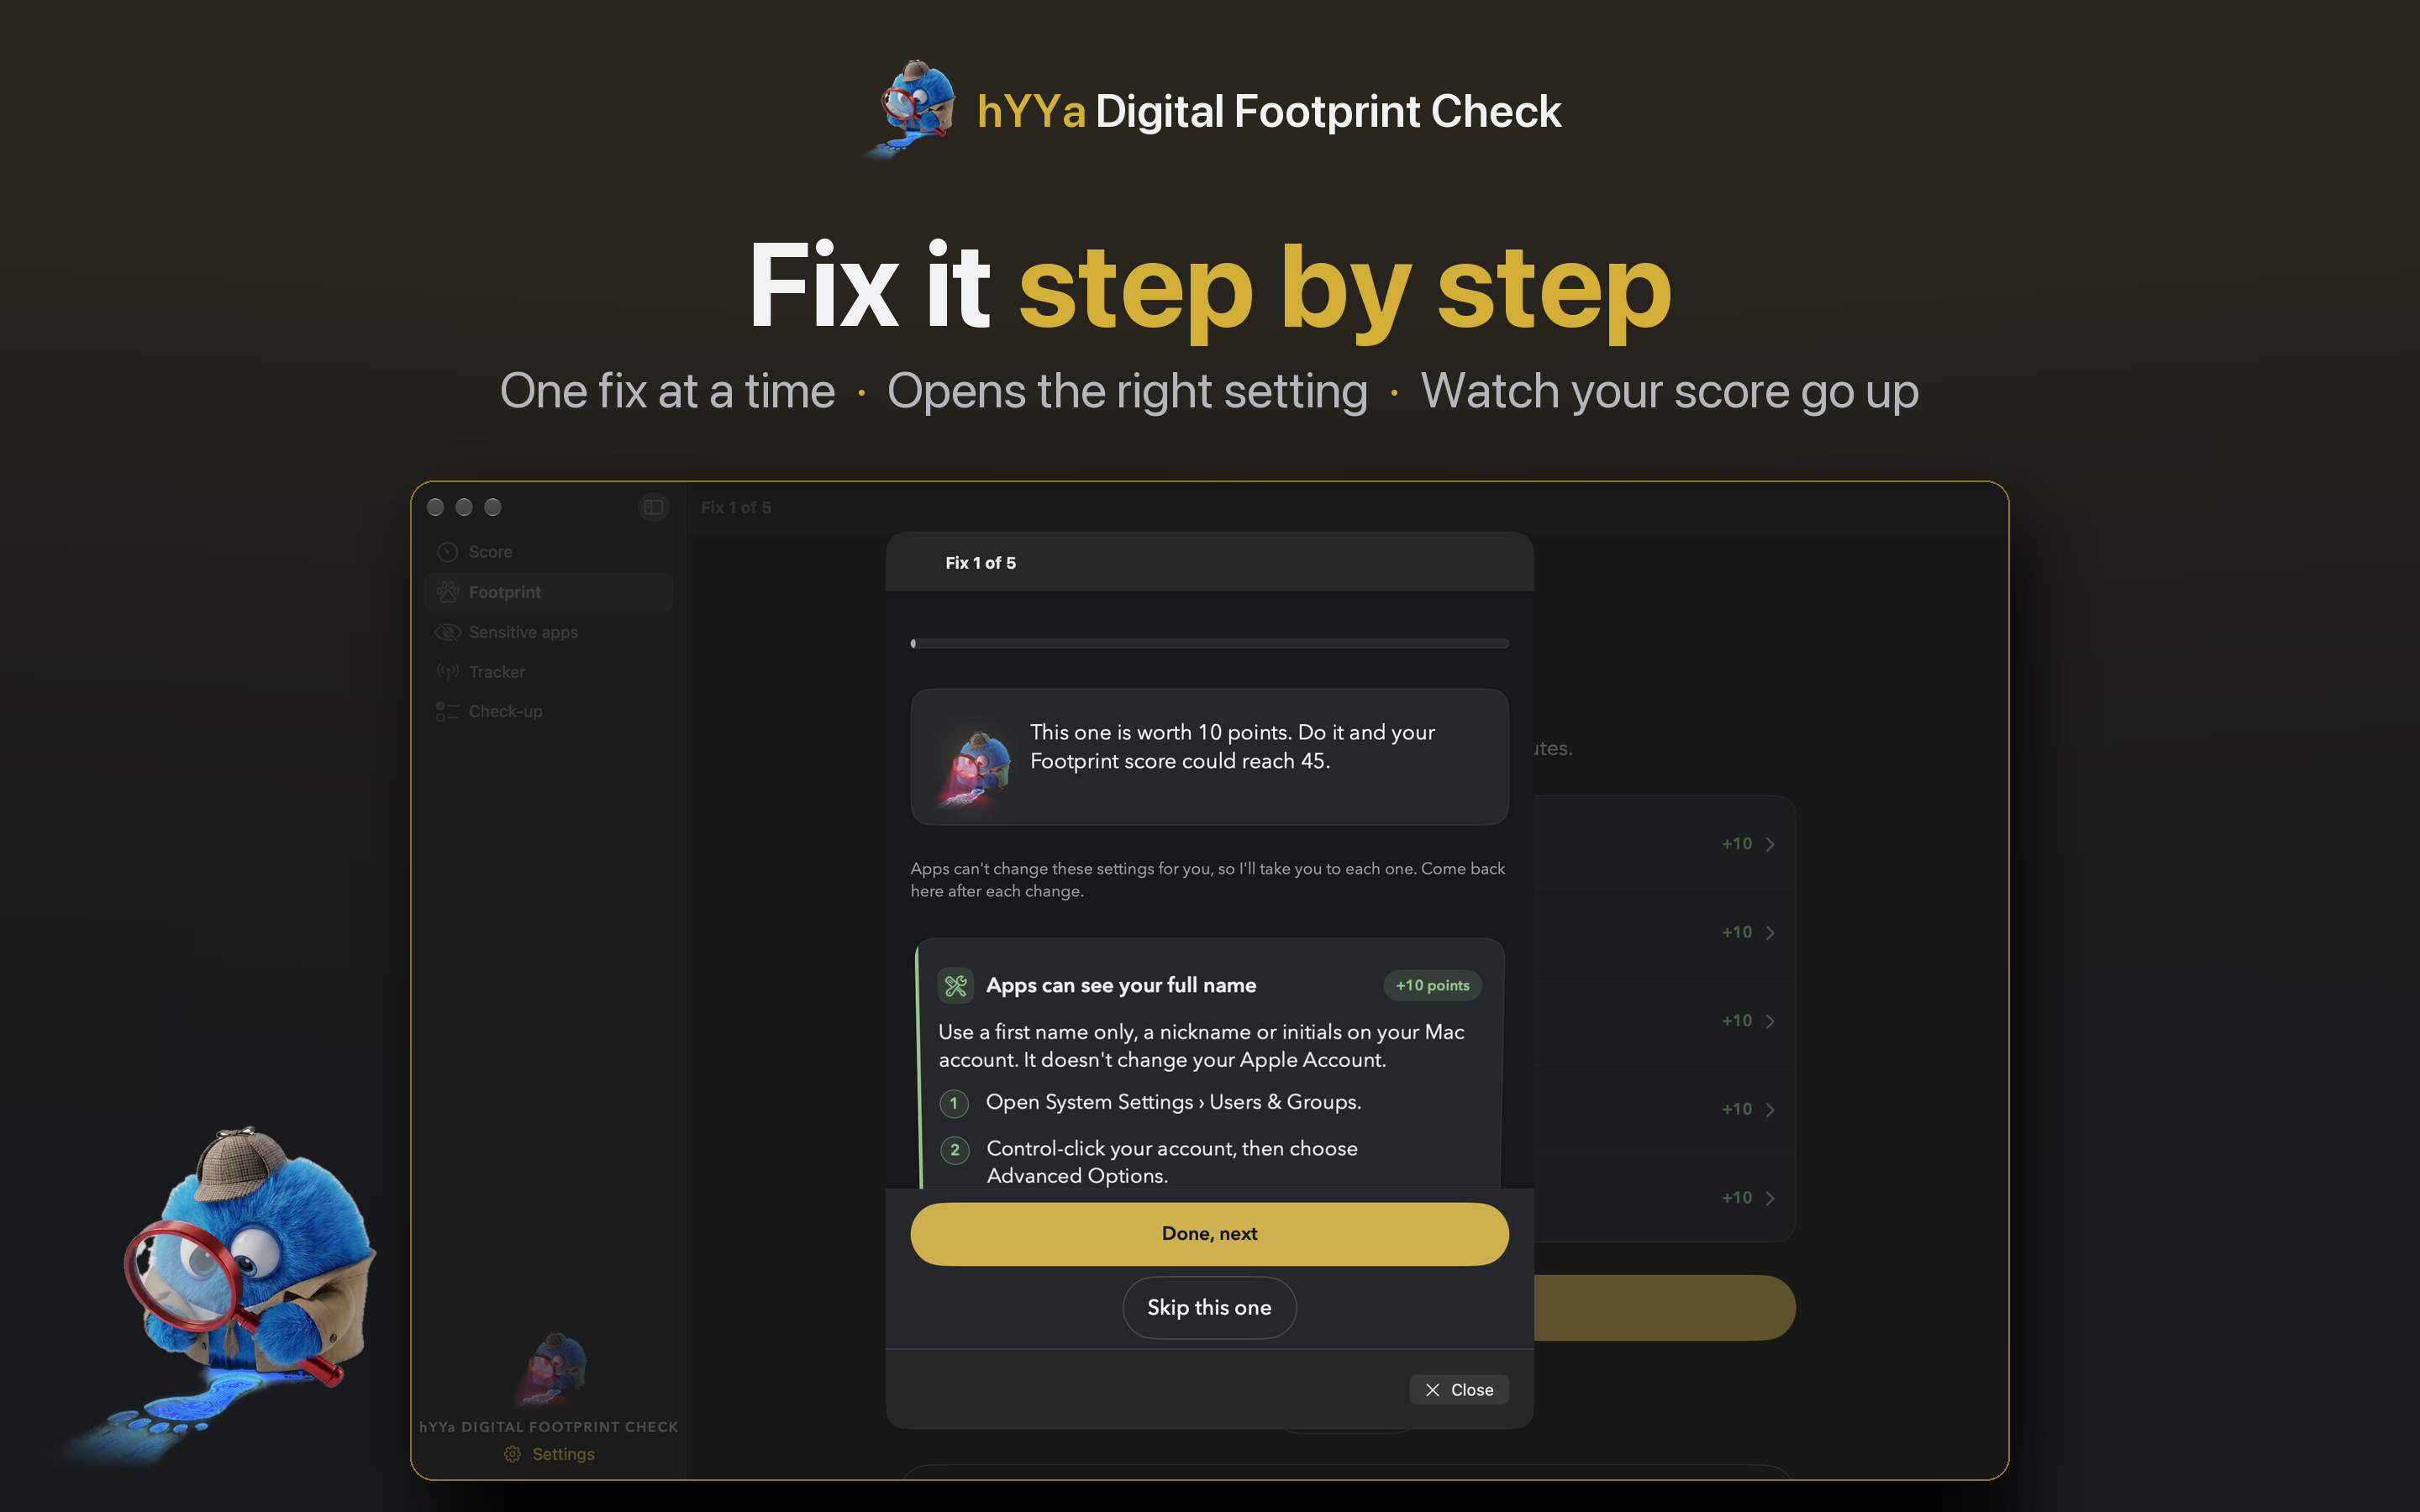 hYYa Digital Footprint Check
Fix it step by step
One fix at a time · Opens the right setting · Watch your score go up
Fix 1 of 5
Score
Footprint
Sensitive apps
Tracker
Check-up
hYYa DIGITAL FOOTPRINT CHECK
Settings
Fix 1 of 5
This one is worth 10 points. Do it and your
Footprint score could reach 45.
Apps can't change these settings for you, so I'll take you to each one. Come back
here after each change.
Apps can see your full name
+10 points
Use a first name only, a nickname or initials on your Mac
account. It doesn't change your Apple Account.
1 Open System Settings › Users & Groups.
2 Control-click your account, then choose
Advanced Options.
Done, next
Skip this one
Close
+10
+10
+10
+10
+10